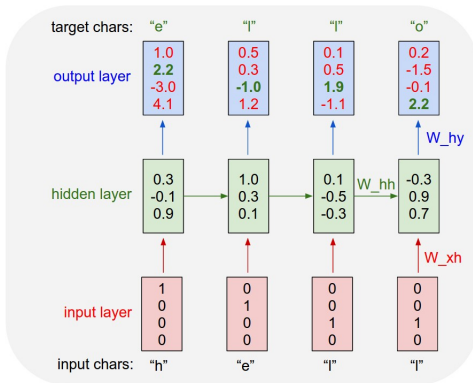 target chars: “e” “l” “l” “o”
output layer
1.0 0.5 0.1 0.2
2.2 0.3 0.5 -1.5
-3.0 -1.0 1.9 -0.1
4.1 1.2 -1.1 2.2
W_hy
hidden layer
0.3 1.0 0.1 -0.3
-0.1 0.3 -0.5 0.9
0.9 0.1 -0.3 0.7
W_hh
W_xh
input layer
1 0 0 0
0 1 0 0
0 0 1 1
0 0 0 0
input chars: “h” “e” “l” “l”